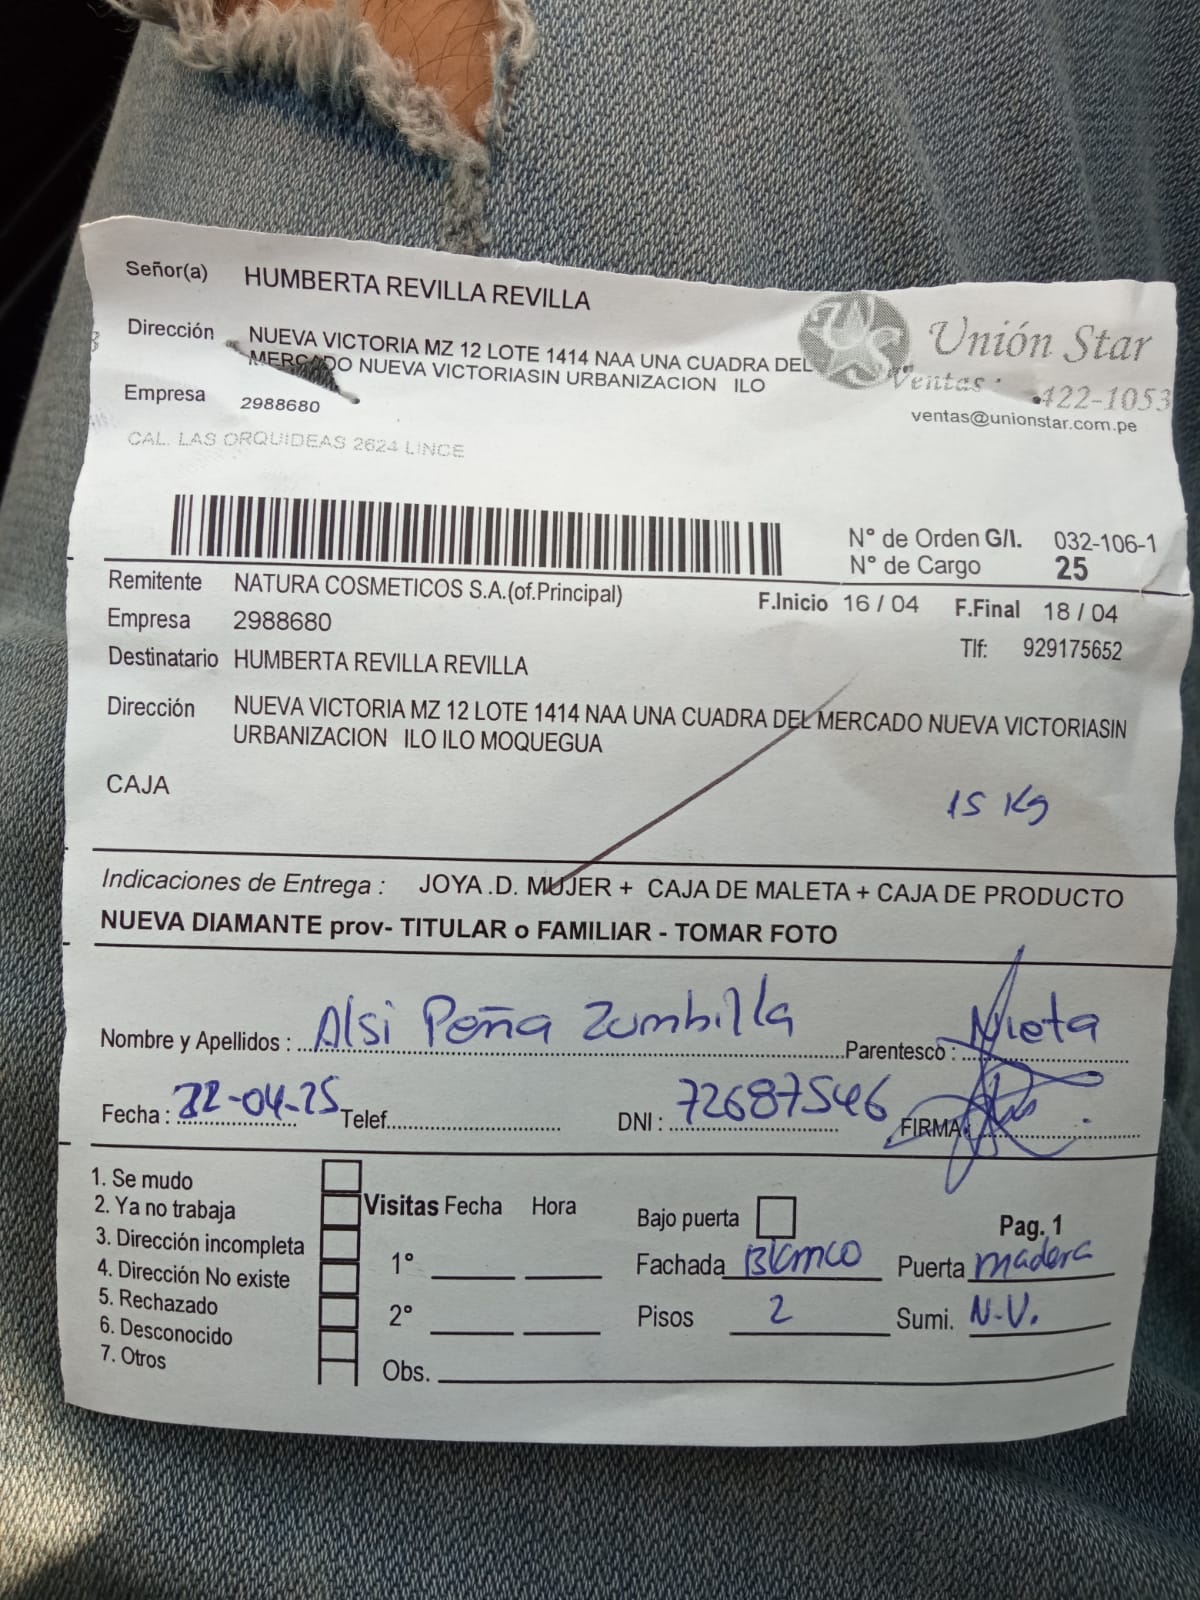 Señor(a) HUMBERTA REVILLA REVILLA
Dirección NUEVA VICTORIA MZ 12 LOTE 1414 NAA UNA CUADRA DEL
MERCADO NUEVA VICTORIASIN URBANIZACION ILO
Empresa 2988680
CAL. LAS ORQUIDEAS 2624 LINCE
US Unión Star
Ventas: 422-1053
ventas@unionstar.com.pe
N° de Orden G/I. 032-106-1
N° de Cargo 25
Remitente NATURA COSMETICOS S.A.(of.Principal)
F.Inicio 16 / 04 F.Final 18 / 04
Empresa 2988680
Tlf: 929175652
Destinatario HUMBERTA REVILLA REVILLA
Dirección NUEVA VICTORIA MZ 12 LOTE 1414 NAA UNA CUADRA DEL MERCADO NUEVA VICTORIASIN
URBANIZACION ILO ILO MOQUEGUA
CAJA
15 Kg
Indicaciones de Entrega : JOYA .D. MUJER + CAJA DE MALETA + CAJA DE PRODUCTO
NUEVA DIAMANTE prov- TITULAR o FAMILIAR - TOMAR FOTO
Nombre y Apellidos : Alsi Peña Zumbilla Parentesco : Nieta
Fecha : 22-04-25 Telef. DNI : 72687546 FIRMA:
1. Se mudo
2. Ya no trabaja
3. Dirección incompleta
4. Dirección No existe
5. Rechazado
6. Desconocido
7. Otros
Visitas Fecha Hora
1°
2°
Obs.
Bajo puerta Pag. 1
Fachada Blanco Puerta madera
Pisos 2 Sumi. N.V.